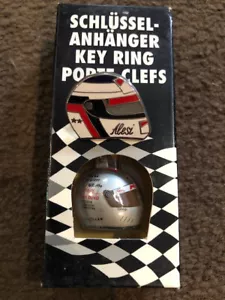 SCHLÜSSEL-
ANHÄNGER
KEY RING
PORTE-CLEFS
Alesi